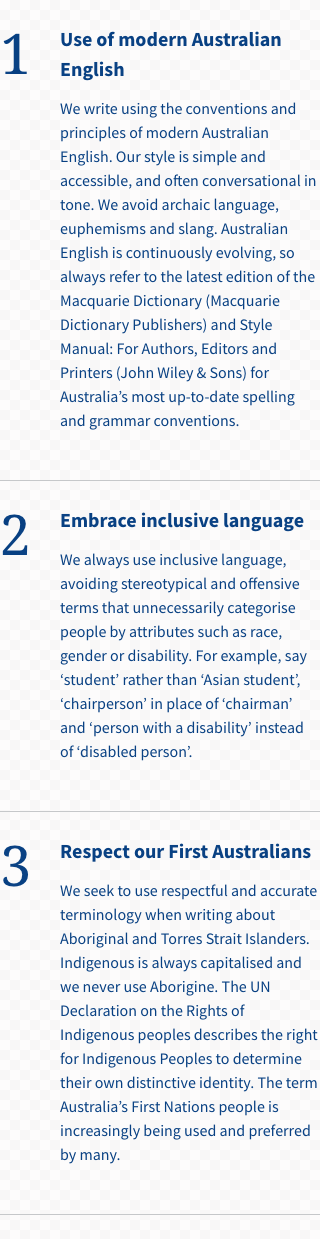 1
Use of modern Australian
English
We write using the conventions and
principles of modern Australian
English. Our style is simple and
accessible, and often conversational in
tone. We avoid archaic language,
euphemisms and slang. Australian
English is continuously evolving, so
always refer to the latest edition of the
Macquarie Dictionary (Macquarie
Dictionary Publishers) and Style
Manual: For Authors, Editors and
Printers (John Wiley & Sons) for
Australia’s most up-to-date spelling
and grammar conventions.
2
Embrace inclusive language
We always use inclusive language,
avoiding stereotypical and offensive
terms that unnecessarily categorise
people by attributes such as race,
gender or disability. For example, say
‘student’ rather than ‘Asian student’,
‘chairperson’ in place of ‘chairman’
and ‘person with a disability’ instead
of ‘disabled person’.
3
Respect our First Australians
We seek to use respectful and accurate
terminology when writing about
Aboriginal and Torres Strait Islanders.
Indigenous is always capitalised and
we never use Aborigine. The UN
Declaration on the Rights of
Indigenous peoples describes the right
for Indigenous Peoples to determine
their own distinctive identity. The term
Australia’s First Nations people is
increasingly being used and preferred
by many.